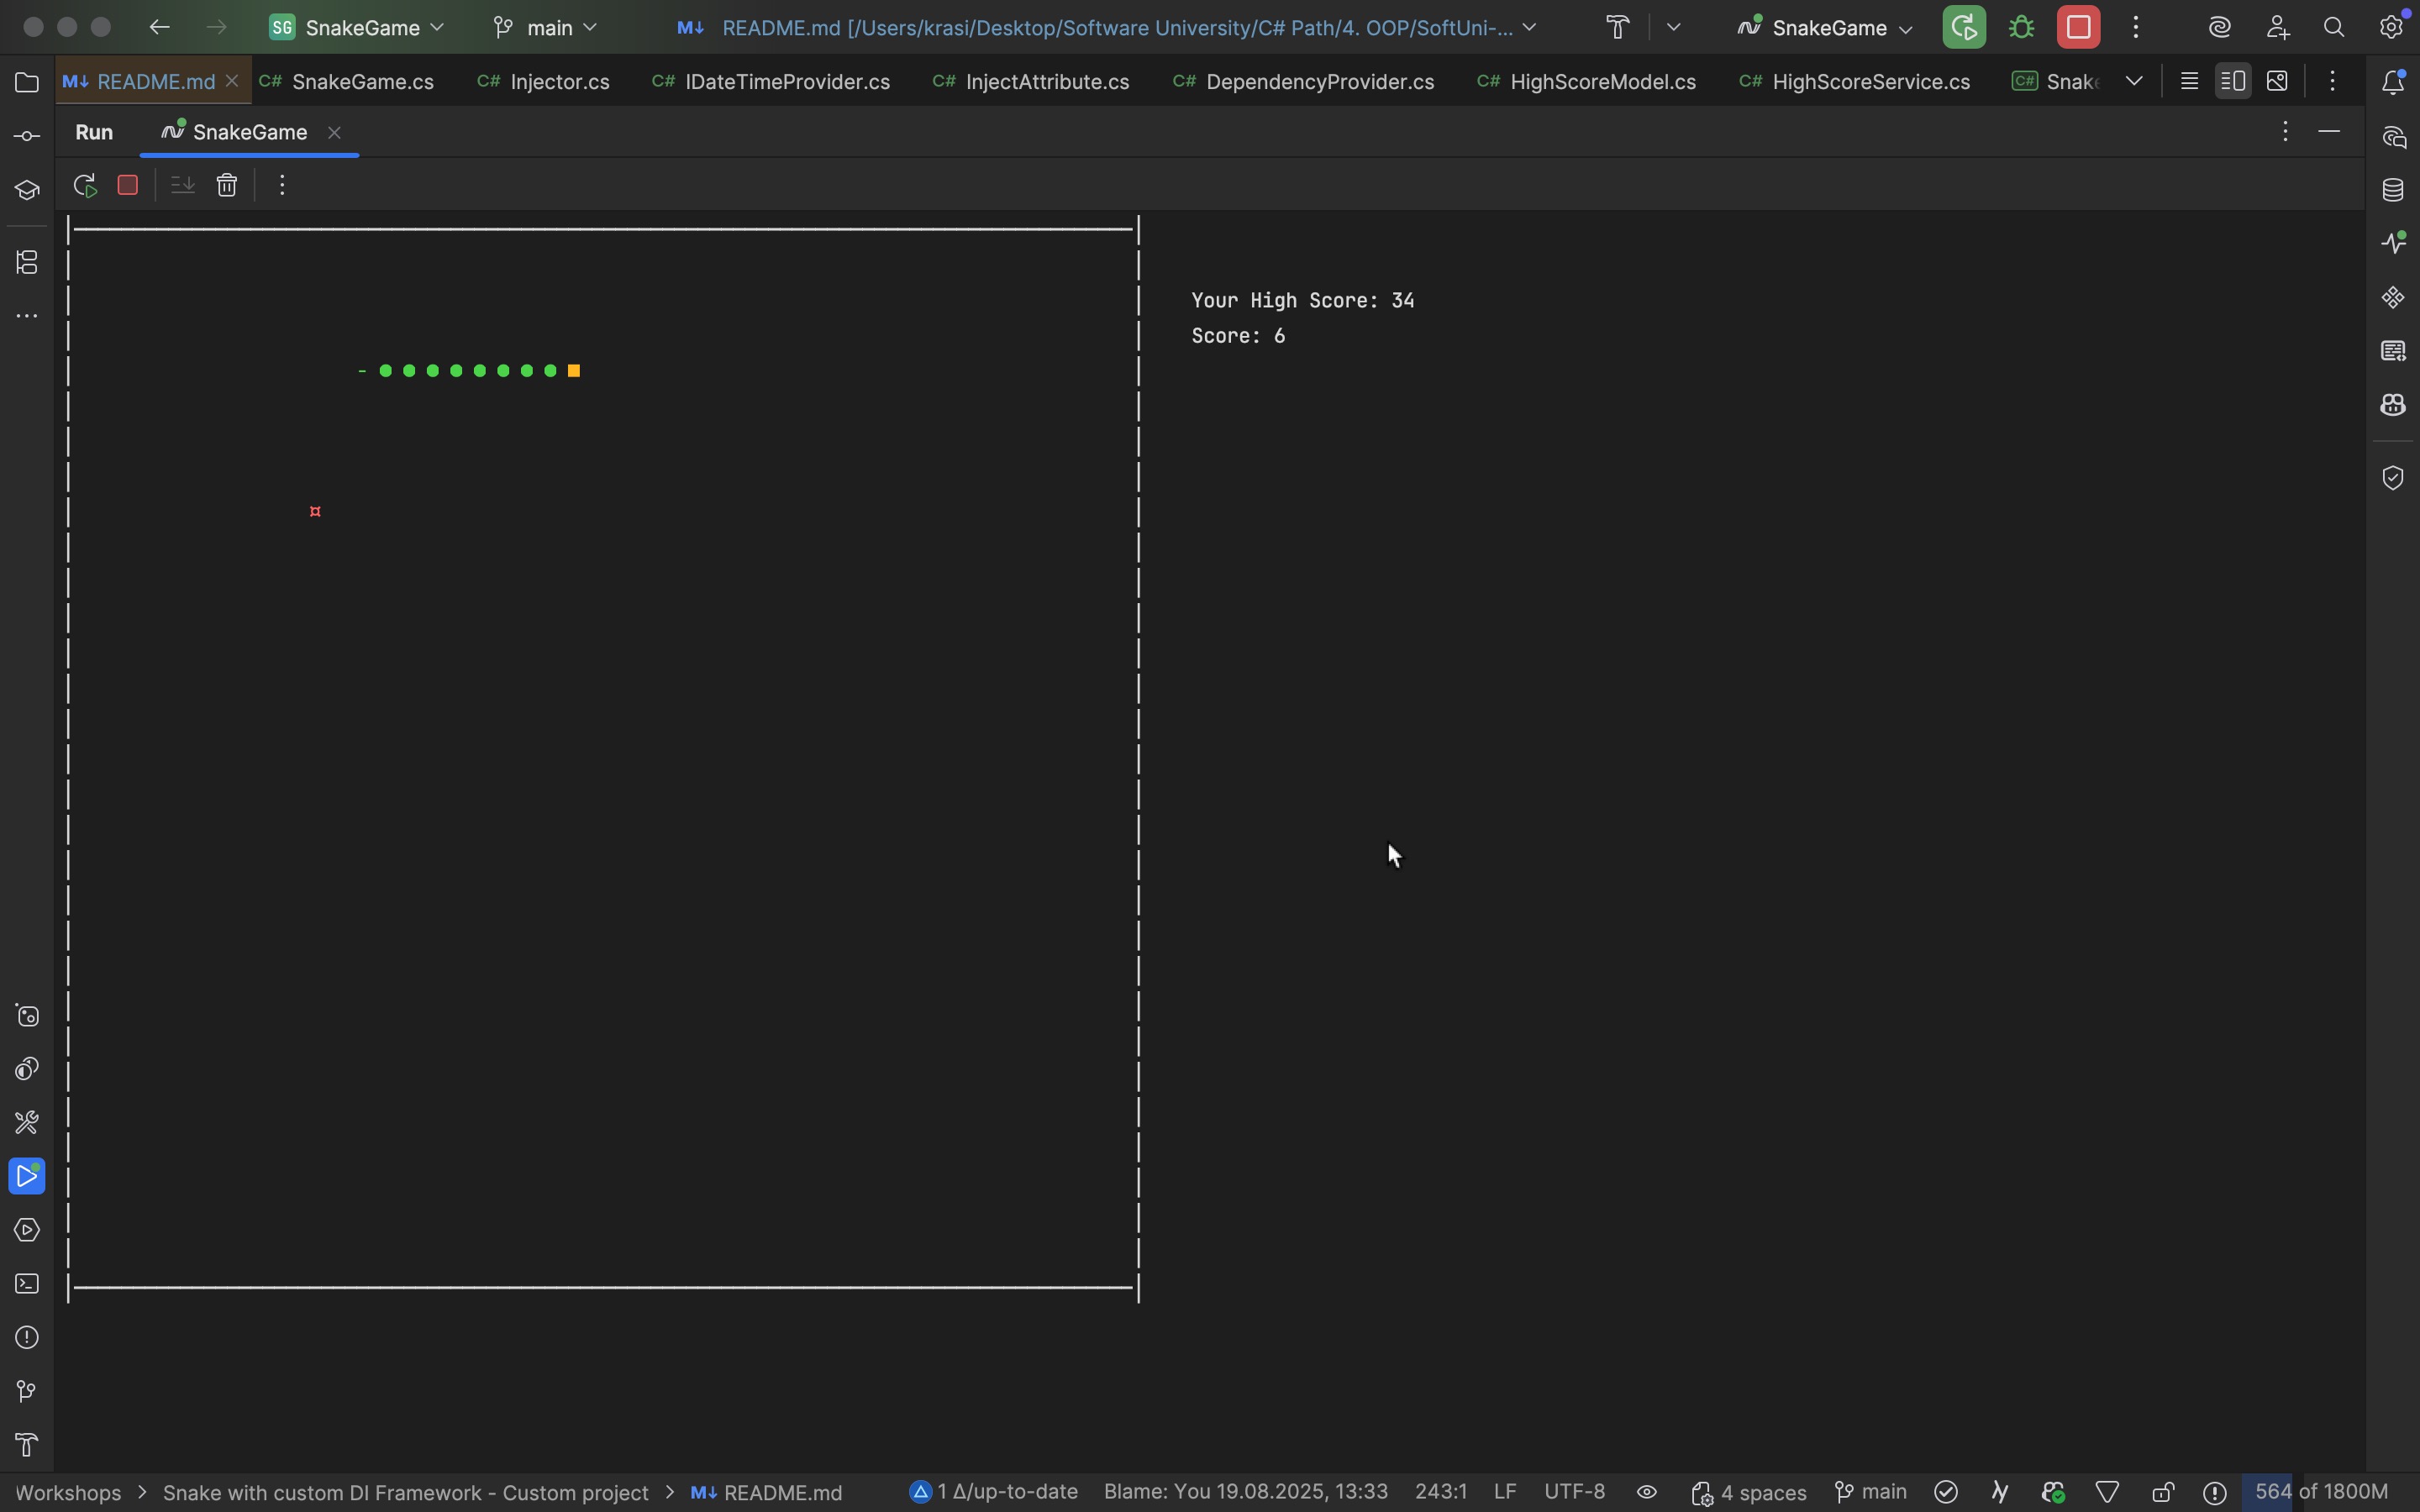 SG SnakeGame main README.md [/Users/krasi/Desktop/Software University/C# Path/4. OOP/SoftUni-... SnakeGame
README.md SnakeGame.cs Injector.cs IDateTimeProvider.cs InjectAttribute.cs DependencyProvider.cs HighScoreModel.cs HighScoreService.cs Snake
Run SnakeGame
Your High Score: 34
Score: 6
Workshops > Snake with custom DI Framework - Custom project > README.md 1 Δ/up-to-date Blame: You 19.08.2025, 13:33 243:1 LF UTF-8 4 spaces main 564 of 1800M